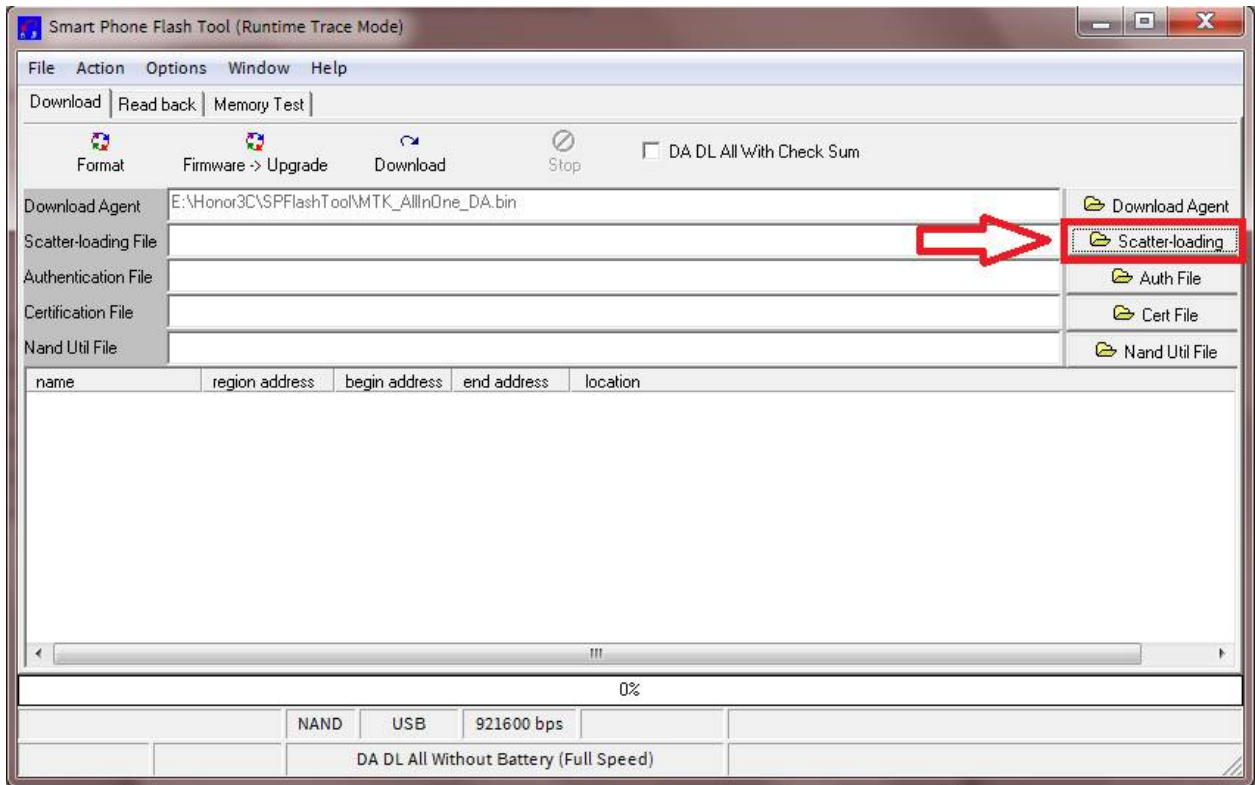 Smart Phone Flash Tool (Runtime Trace Mode)
File Action Options Window Help
Download Read back Memory Test
Format Firmware -> Upgrade Download Stop DA DL All With Check Sum
Download Agent E:\Honor3C\SPFlashTool\MTK_AllInOne_DA.bin Download Agent
Scatter-loading File Scatter-loading
Authentication File Auth File
Certification File Cert File
Nand Util File Nand Util File
name region address begin address end address location
0%
NAND USB 921600 bps
DA DL All Without Battery (Full Speed)